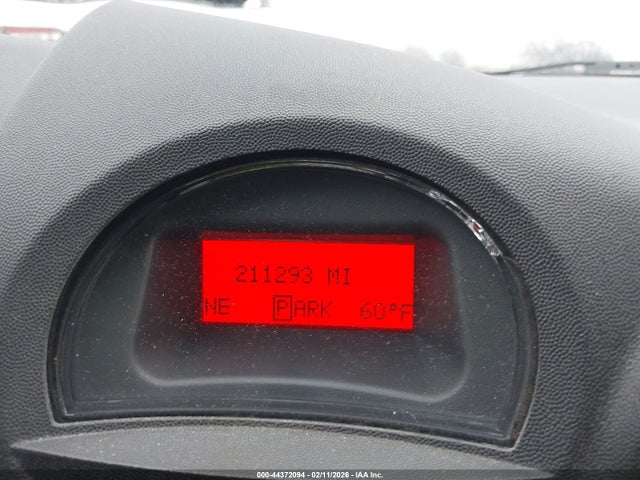 211293 MI
NE PARK 60°F
000-44372094 - 02/11/2026 - IAA Inc.